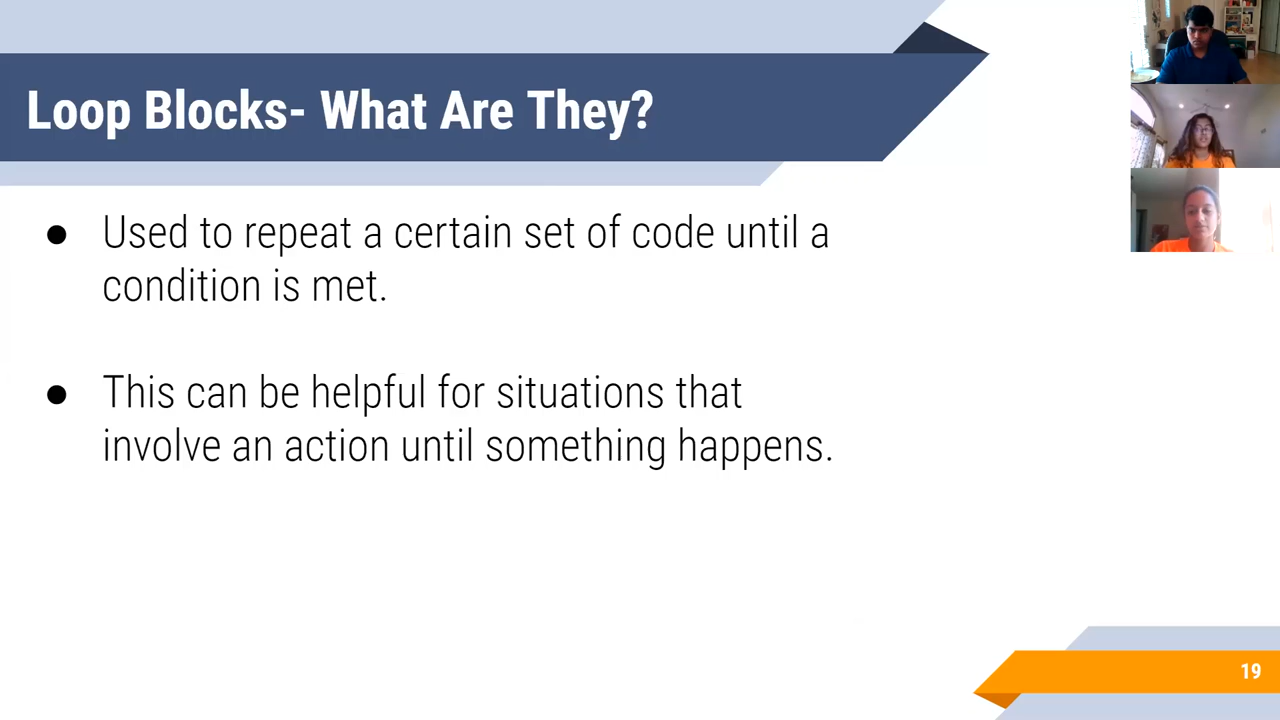 Loop Blocks- What Are They?
● Used to repeat a certain set of code until a
condition is met.
● This can be helpful for situations that
involve an action until something happens.
19